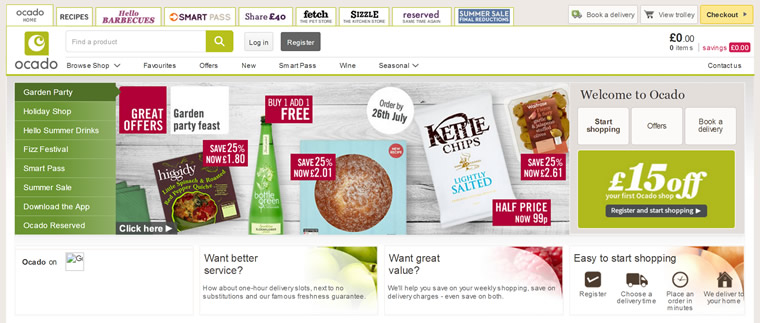 ocado
HOME
RECIPES
Hello
BARBECUES
SMART PASS
Share £40
fetch
THE PET STORE
SIZZLE
THE KITCHEN STORE
reserved
SAME TIME AGAIN
SUMMER SALE
FINAL REDUCTIONS
Book a delivery
View trolley
Checkout >
ocado
Find a product
Log in
Register
£0.00
0 items
savings £0.00
Browse Shop
Favourites
Offers
New
Smart Pass
Wine
Seasonal
Contact us
Garden Party
Holiday Shop
Hello Summer Drinks
Fizz Festival
Smart Pass
Summer Sale
Download the App
Ocado Reserved
GREAT
OFFERS
Garden
party feast
BUY 1 ADD 1
FREE
Order by
26th July
SAVE 25%
NOW £1.80
higgidy
Little Spinach & Roasted
Red Pepper Quiche
bottle
green
SAVE 25%
NOW £2.01
NEW
RECIPE
KETTLE
CHIPS
LIGHTLY
SALTED
HALF PRICE
NOW 99p
Waitrose
SAVE 25%
NOW £2.61
Click here
Welcome to Ocado
Start
shopping
Offers
Book a
delivery
£15 off
your first Ocado shop
Register and start shopping
Ocado on
Want better
service?
How about one-hour delivery slots, next to no
substitutions and our famous freshness guarantee.
Want great
value?
We'll help you save on your weekly shopping, save on
delivery charges - even save on both.
Easy to start shopping
Register
Choose a
delivery time
Place an
order in
minutes
We deliver to
your home